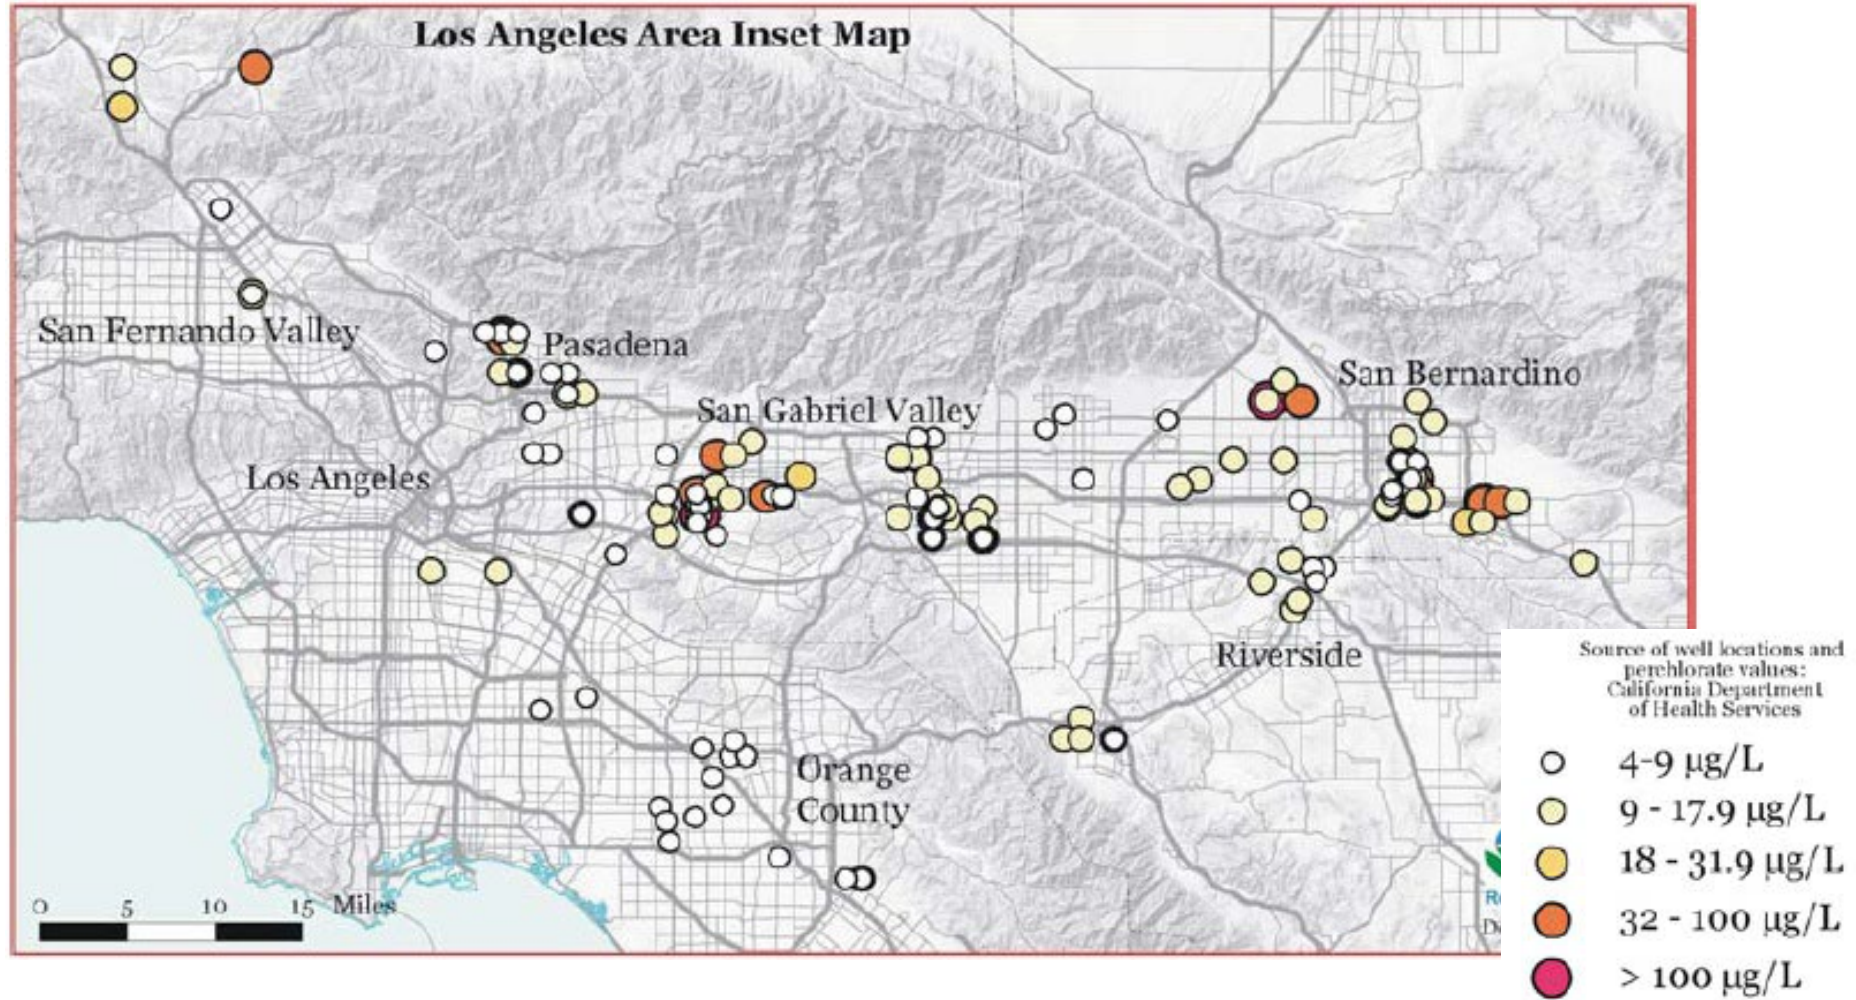 Los Angeles Area Inset Map
San Fernando Valley
Pasadena
San Bernardino
San Gabriel Valley
Los Angeles
Riverside
Orange
County
0 5 10 15 Miles
Source of well locations and
perchlorate values:
California Department
of Health Services
4-9 µg/L
9 - 17.9 µg/L
18 - 31.9 µg/L
32 - 100 µg/L
> 100 µg/L